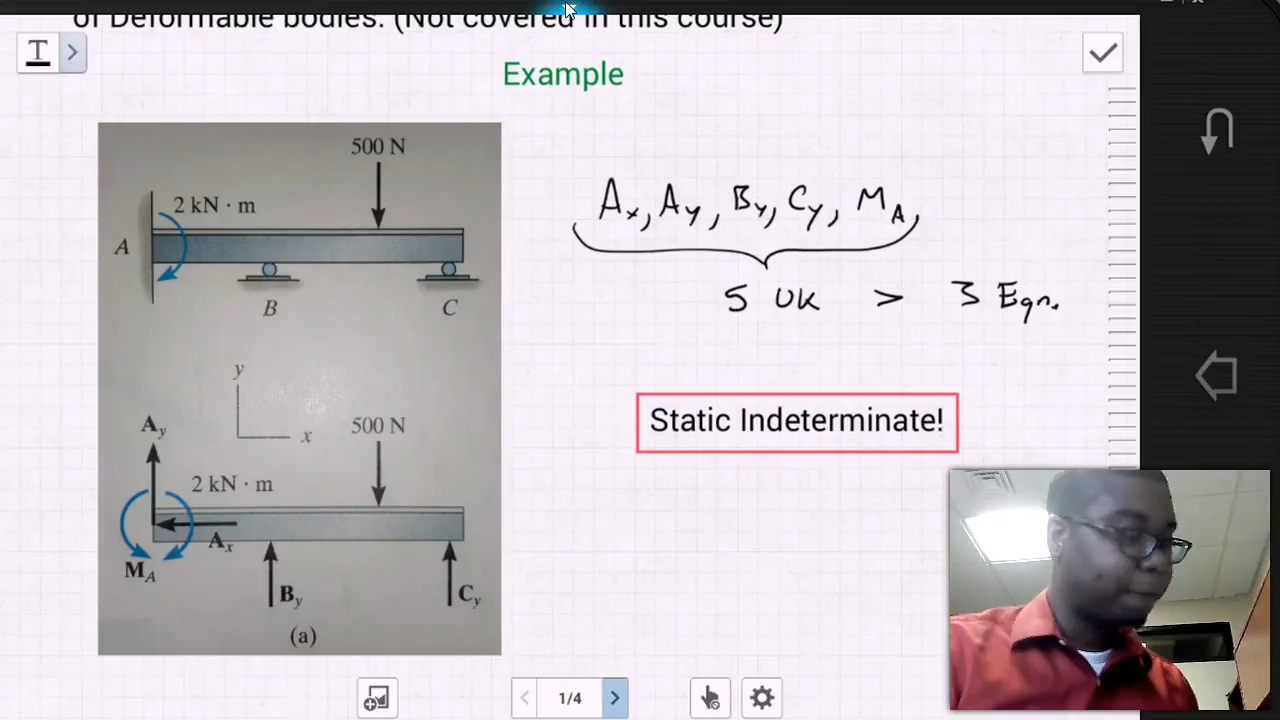 of Deformable bodies. (Not covered in this course)
T
Example
500 N
2 kN · m
A
B
C
y
x
A_y
500 N
2 kN · m
A_x
M_A
B_y
C_y
(a)
A_x, A_y, B_y, C_y, M_A,
5 UK > 3 Eqn.
Static Indeterminate!
1/4